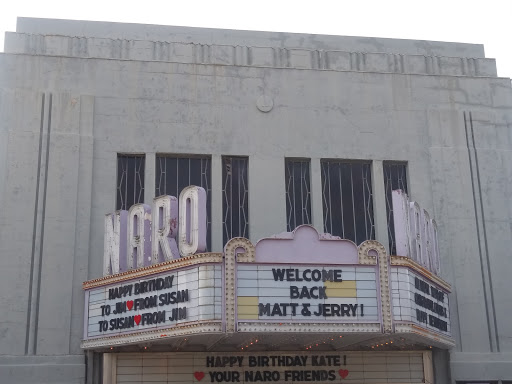 NARO
NARO
HAPPY BIRTHDAY
TO JIM♥FROM SUSAN
TO SUSAN♥FROM JIM
WELCOME
BACK
MATT & JERRY!
HAPPY BIRTHDAY KATE!
♥ YOUR NARO FRIENDS ♥